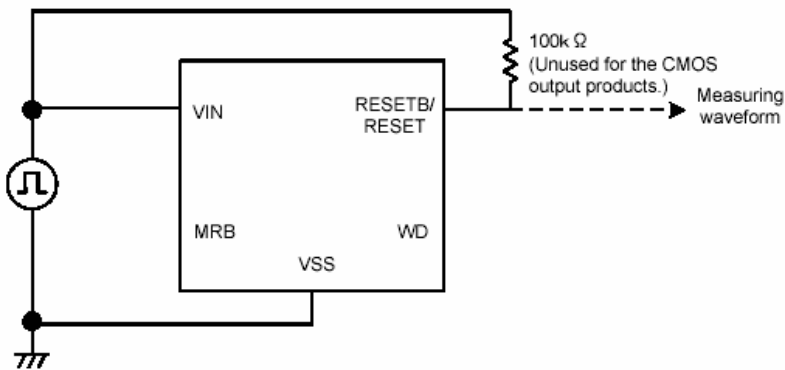 100k Ω
(Unused for the CMOS
output products.)
Measuring
waveform
VIN
RESETB/
RESET
MRB
WD
VSS